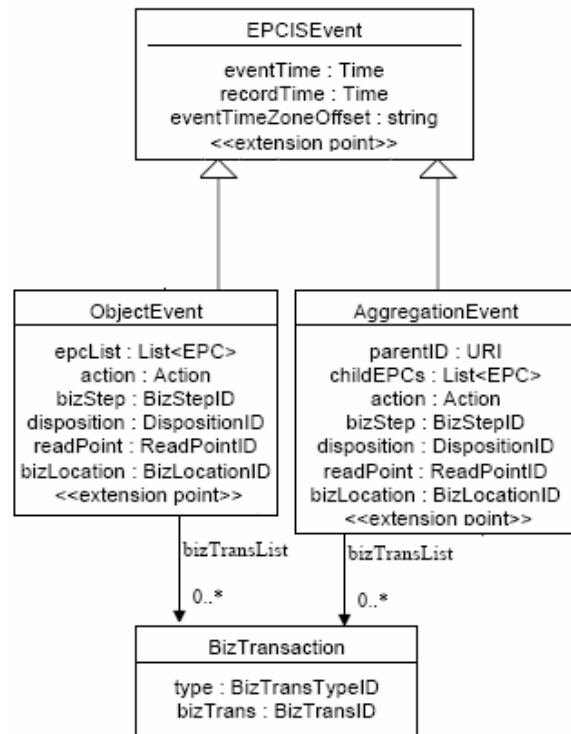 EPCISEvent
eventTime : Time
recordTime : Time
eventTimeZoneOffset : string
<<extension point>>
ObjectEvent
epcList : List<EPC>
action : Action
bizStep : BizStepID
disposition : DispositionID
readPoint : ReadPointID
bizLocation : BizLocationID
<<extension point>>
AggregationEvent
parentID : URI
childEPCs : List<EPC>
action : Action
bizStep : BizStepID
disposition : DispositionID
readPoint : ReadPointID
bizLocation : BizLocationID
<<extension point>>
bizTransList
0..*
bizTransList
0..*
BizTransaction
type : BizTransTypeID
bizTrans : BizTransID